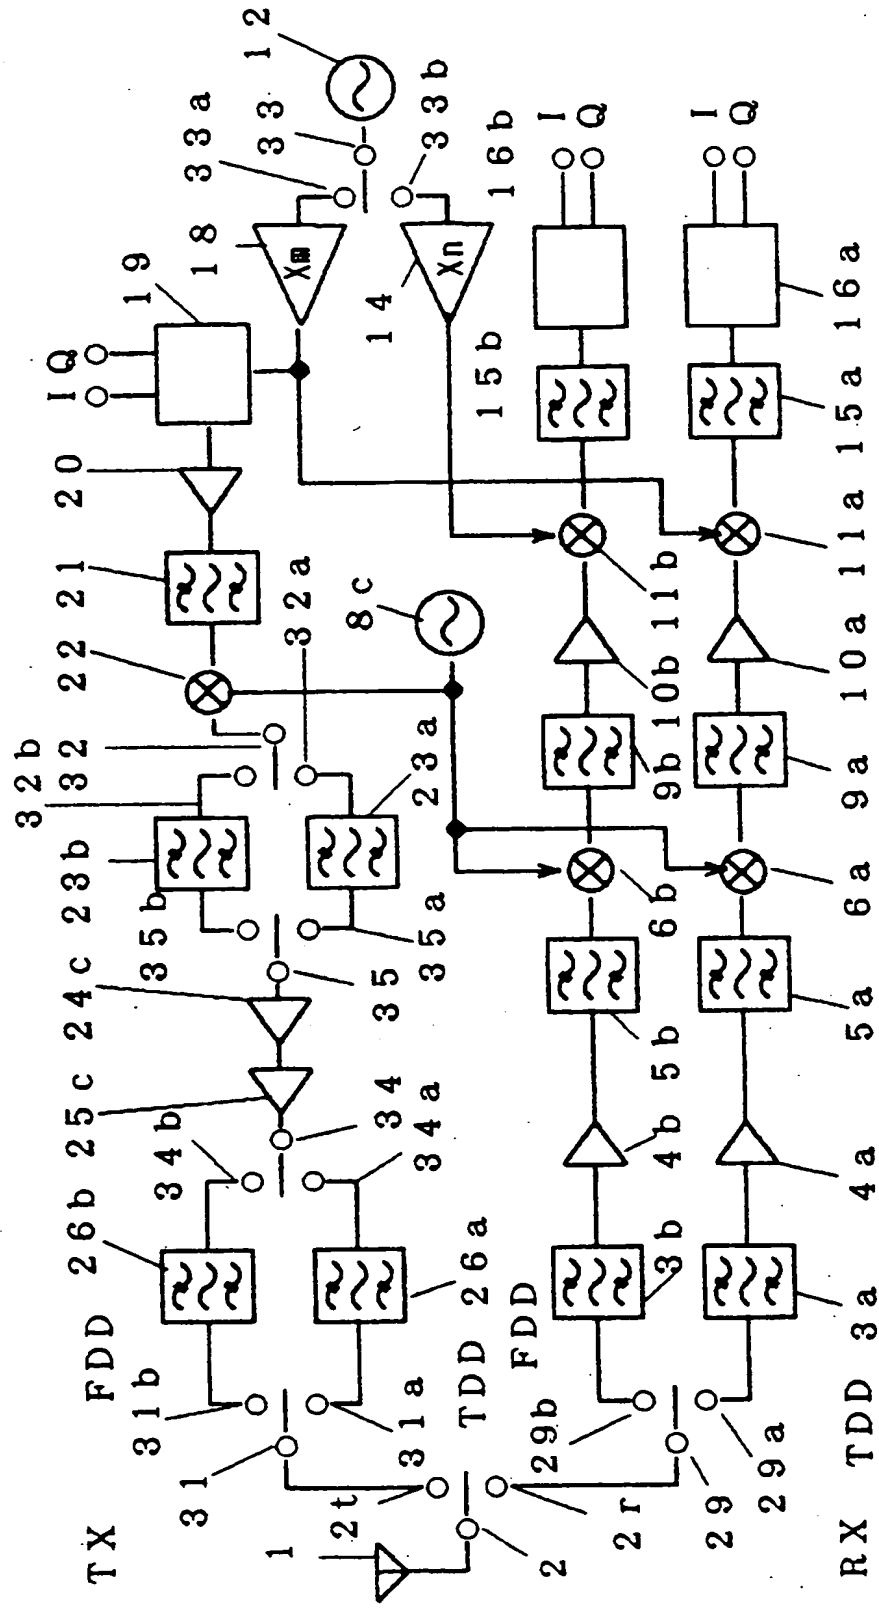 32b
I Q
26b 25c 24c 23b 32 22 21 20
TX FDD
31b 34b 35b 19
31 18 33a
1 12
33
32a
2t 8c
31a 34 35 14
34a 35a 23a 33b
TDD 26a
15b 16b
FDD
29b I
2 Q
2r 3b 4b 5b 6b 9b 10b 11b
29
29a I
Q
RX TDD 3a 4a 5a 6a 9a 10a 11a 15a 16a
Xm
Xn